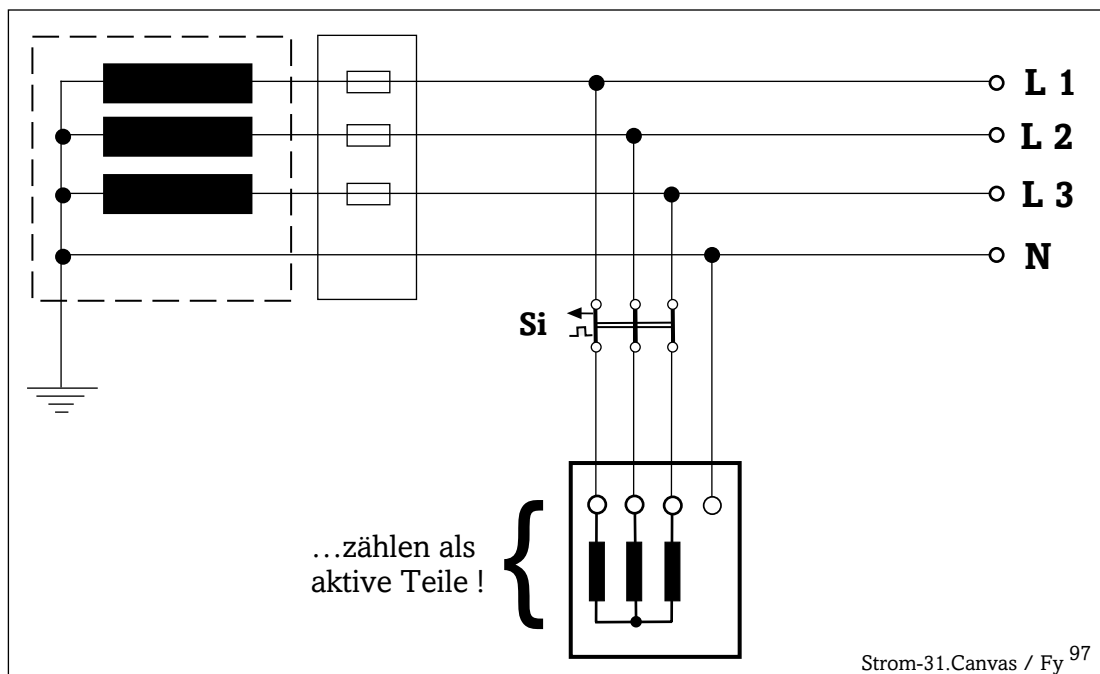 L 1
L 2
L 3
N
Si
…zählen als
aktive Teile !
Strom-31.Canvas / Fy 97